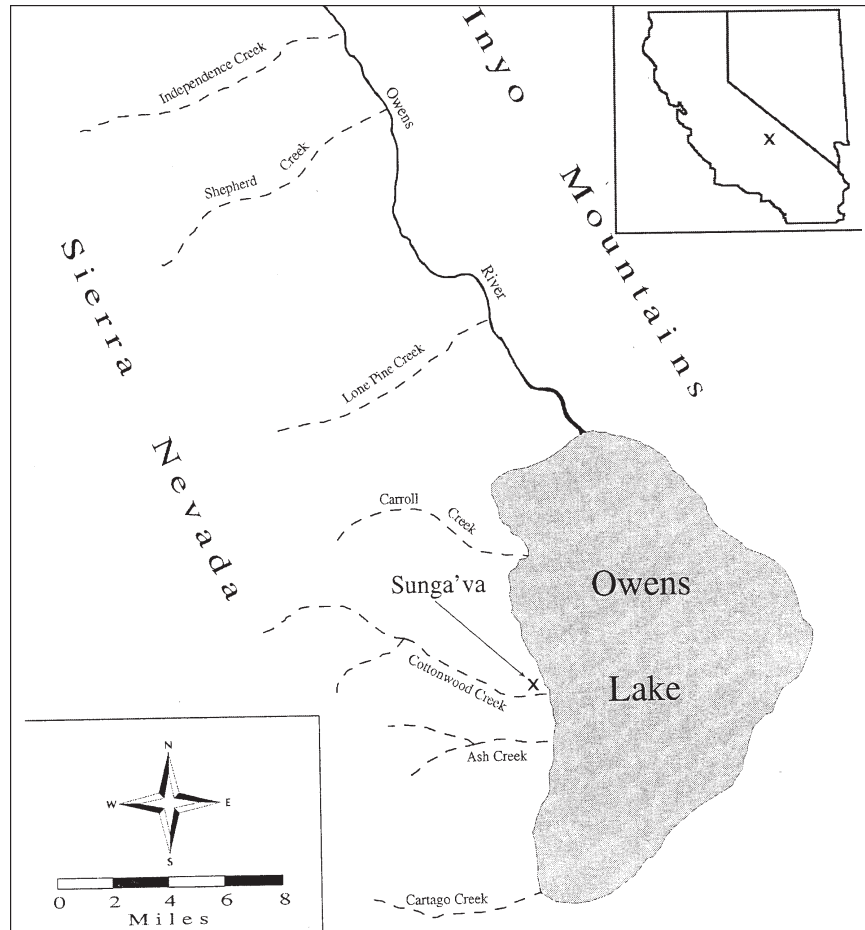 Independence Creek
Owens
Inyo
Mountains
X
Shepherd Creek
Sierra
River
Lone Pine Creek
Nevada
Carroll Creek
Sunga'va
Owens
Lake
X
Cottonwood Creek
Ash Creek
N
W E
S
0 2 4 6 8
Miles
Cartago Creek